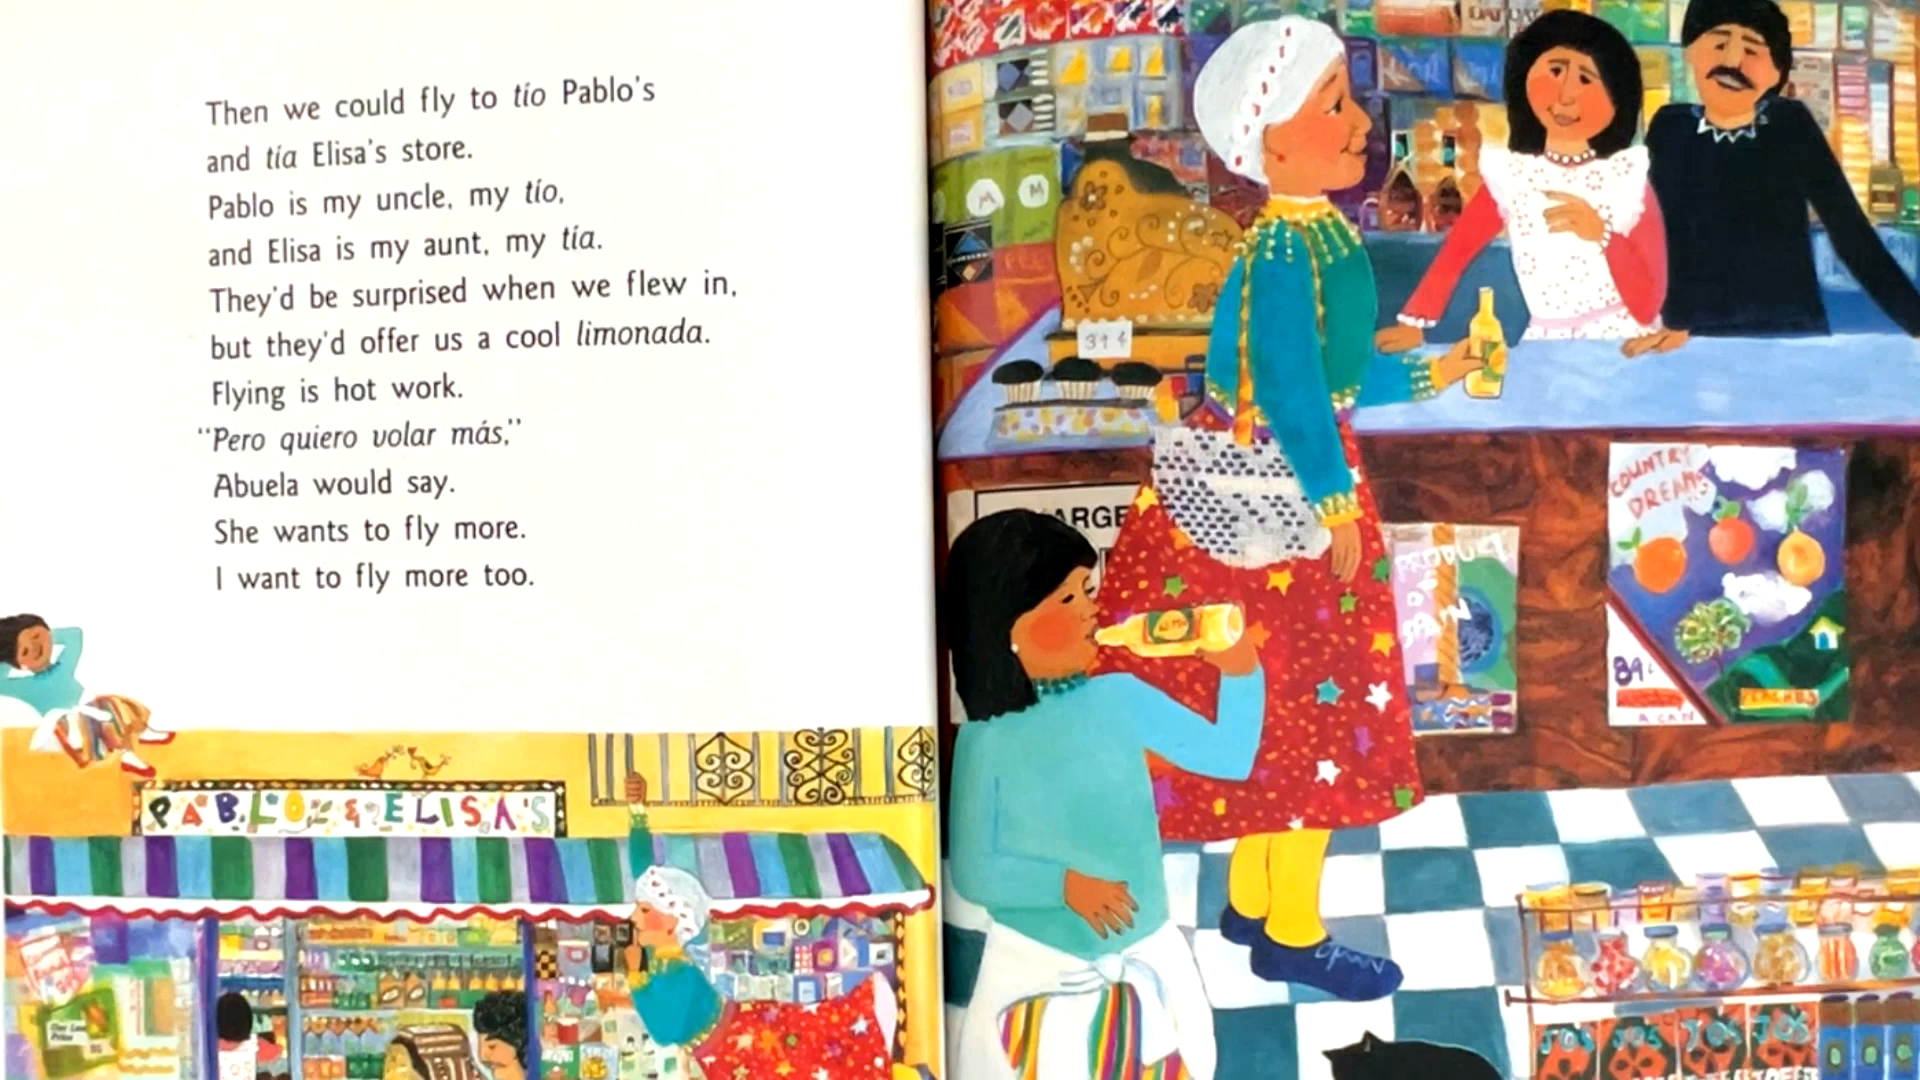 Then we could fly to tío Pablo's
and tía Elisa's store.
Pablo is my uncle, my tío,
and Elisa is my aunt, my tía.
They'd be surprised when we flew in,
but they'd offer us a cool limonada.
Flying is hot work.
"Pero quiero volar más,"
Abuela would say.
She wants to fly more.
I want to fly more too.
PABLO & ELISA'S
M M
31¢
COUNTRY
DREAMS
PRODUCT
OF
SPAIN
89¢
A CAN